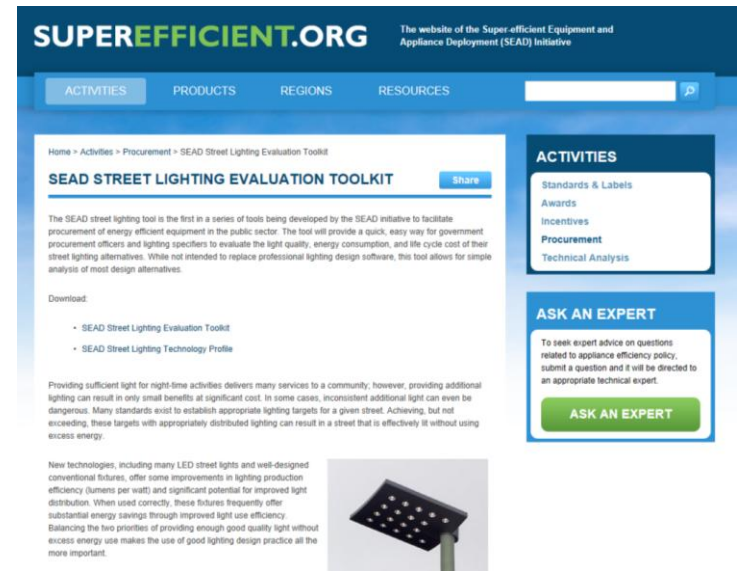 SUPEREFFICIENT.ORG
The website of the Super-efficient Equipment and
Appliance Deployment (SEAD) Initiative
ACTIVITIES PRODUCTS REGIONS RESOURCES
Home > Activities > Procurement > SEAD Street Lighting Evaluation Toolkit
SEAD STREET LIGHTING EVALUATION TOOLKIT
Share
The SEAD street lighting tool is the first in a series of tools being developed by the SEAD initiative to facilitate
procurement of energy efficient equipment in the public sector. The tool will provide a quick, easy way for government
procurement officers and lighting specifiers to evaluate the light quality, energy consumption, and life cycle cost of their
street lighting alternatives. While not intended to replace professional lighting design software, this tool allows for simple
analysis of most design alternatives.
Download:
• SEAD Street Lighting Evaluation Toolkit
• SEAD Street Lighting Technology Profile
Providing sufficient light for night-time activities delivers many services to a community; however, providing additional
lighting can result in only small benefits at significant cost. In some cases, inconsistent additional light can even be
dangerous. Many standards exist to establish appropriate lighting targets for a given street. Achieving, but not
exceeding, these targets with appropriately distributed lighting can result in a street that is effectively lit without using
excess energy.
New technologies, including many LED street lights and well-designed
conventional fixtures, offer some improvements in lighting production
efficiency (lumens per watt) and significant potential for improved light
distribution. When used correctly, these fixtures frequently offer
substantial energy savings through improved light use efficiency.
Balancing the two priorities of providing enough good quality light without
excess energy use makes the use of good lighting design practice all the
more important.
ACTIVITIES
Standards & Labels
Awards
Incentives
Procurement
Technical Analysis
ASK AN EXPERT
To seek expert advice on questions
related to appliance efficiency policy,
submit a question and it will be directed to
an appropriate technical expert.
ASK AN EXPERT